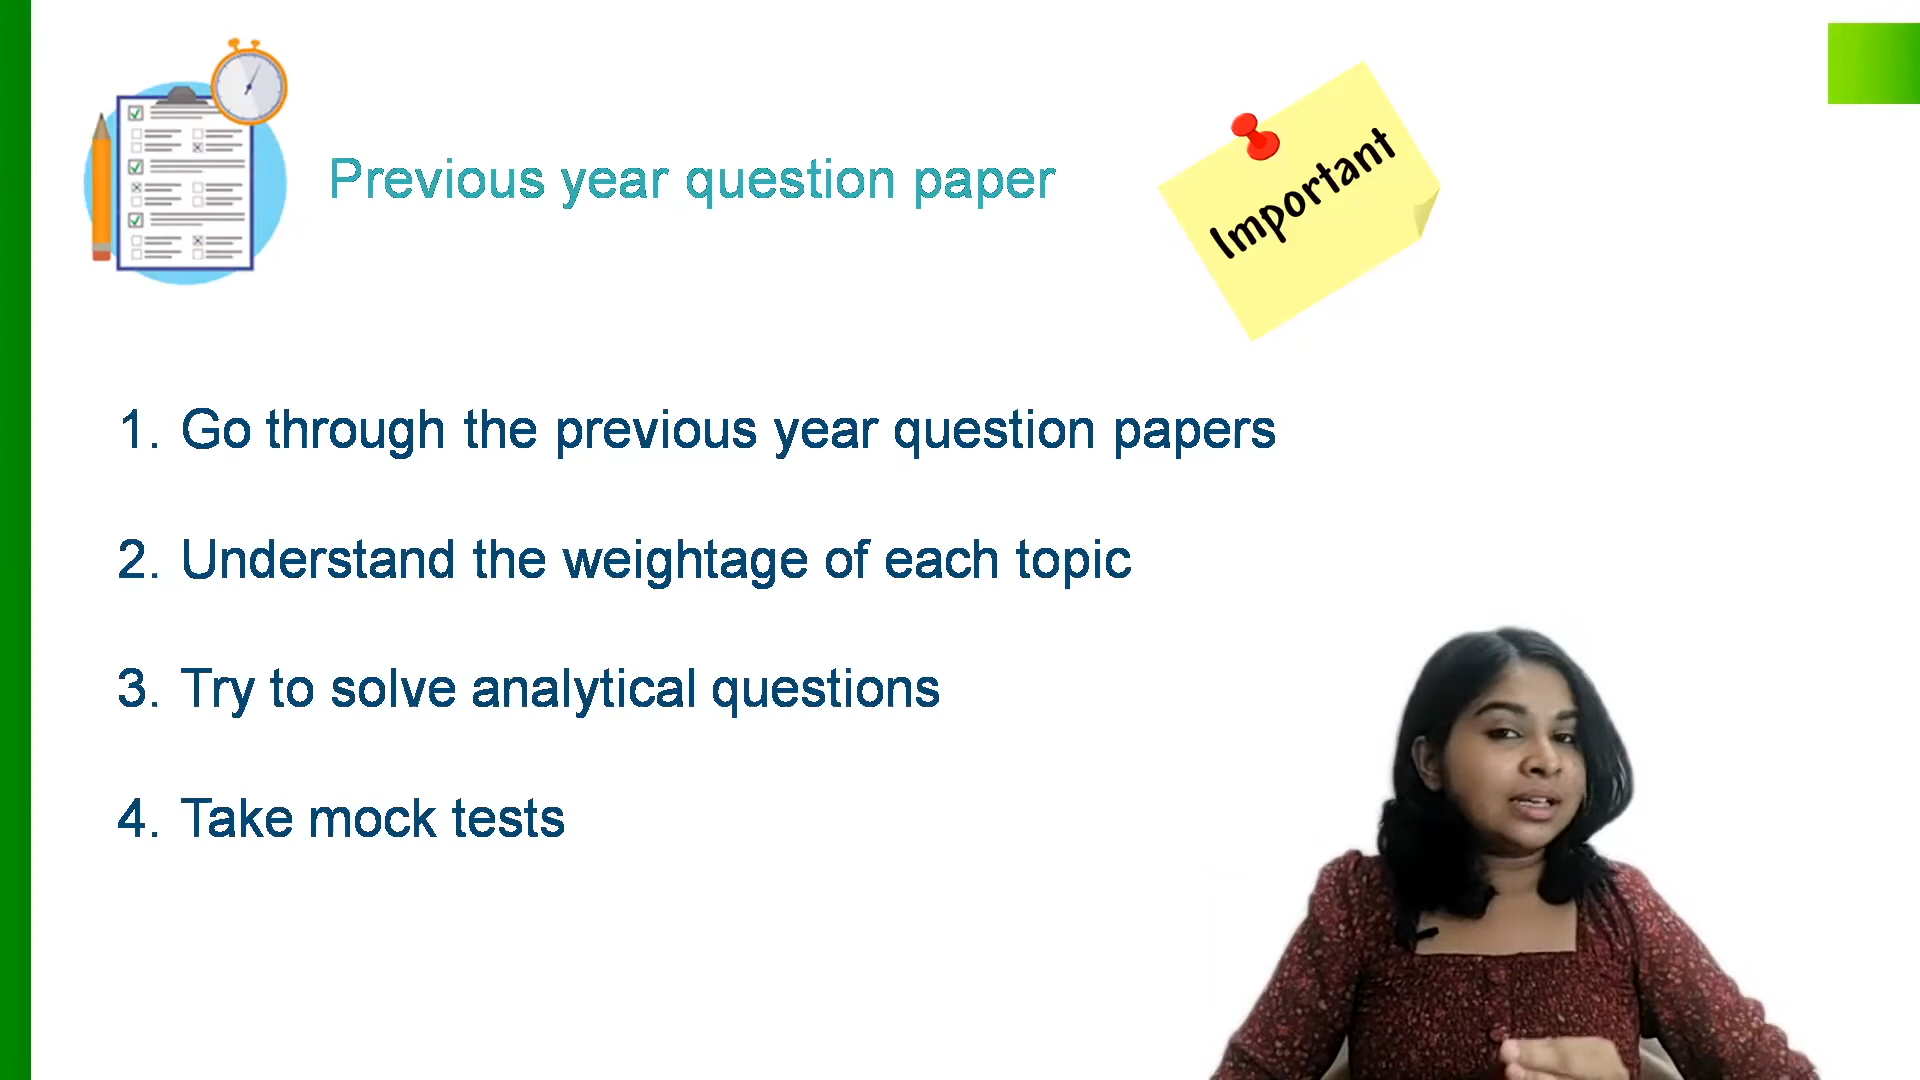 Previous year question paper
Important
1. Go through the previous year question papers
2. Understand the weightage of each topic
3. Try to solve analytical questions
4. Take mock tests